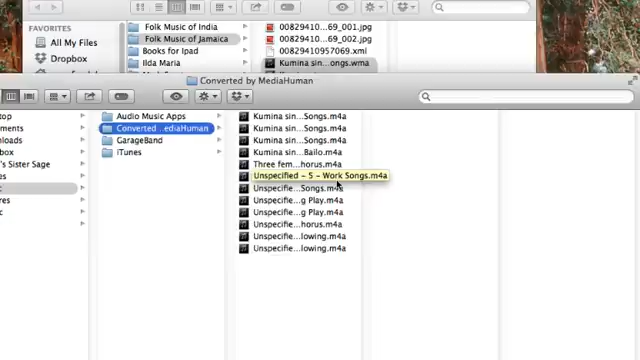 Folk Music of India
00829410...69_001.jpg
FAVORITES
Folk Music of Jamaica
00829410...69_002.jpg
All My Files
Books for Ipad
00829410957069.xml
Dropbox
Ilda Maria
Kumina sin...ongs.wma
Converted by MediaHuman
Audio Music Apps
Kumina sin...Songs.m4a
Converted ...ediaHuman
Kumina sin...Songs.m4a
GarageBand
Kumina sin...Songs.m4a
iTunes
Kumina sin...Bailo.m4a
's Sister Sage
Three fem...horus.m4a
Unspecified - 5 - Work Songs.m4a
Unspecifie...Songs.m4a
Unspecifie...g Play.m4a
Unspecifie...g Play.m4a
Unspecifie...horus.m4a
Unspecifie...lowing.m4a
Unspecifie...lowing.m4a